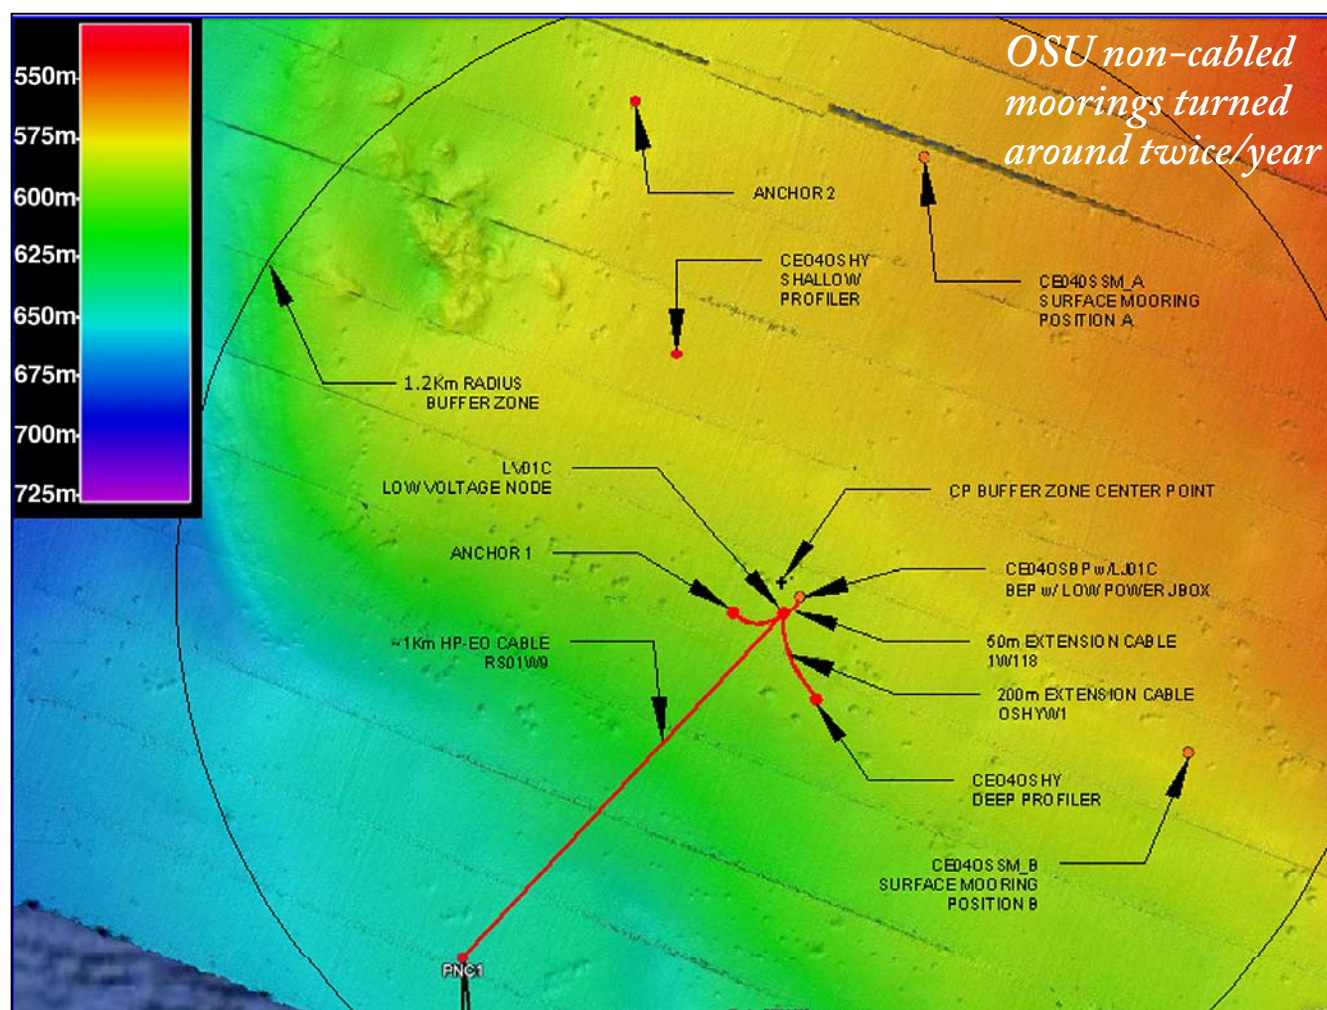 OSU non-cabled
moorings turned
around twice/year
550m
575m
600m
625m
650m
675m
700m
725m
ANCHOR 2
CE04OSHY
SHALLOW
PROFILER
CE04OSSM_A
SURFACE MOORING
POSITION A
1.2Km RADIUS
BUFFER ZONE
LV01C
LOW VOLTAGE NODE
CP BUFFER ZONE CENTER POINT
ANCHOR 1
CE04OSBP w/LJ01C
BEP w/ LOW POWER JBOX
~1Km HP-EO CABLE
RS01W9
50m EXTENSION CABLE
1W118
200m EXTENSION CABLE
OSHYW1
CE04OSHY
DEEP PROFILER
CE04OSSM_B
SURFACE MOORING
POSITION B
PNC1